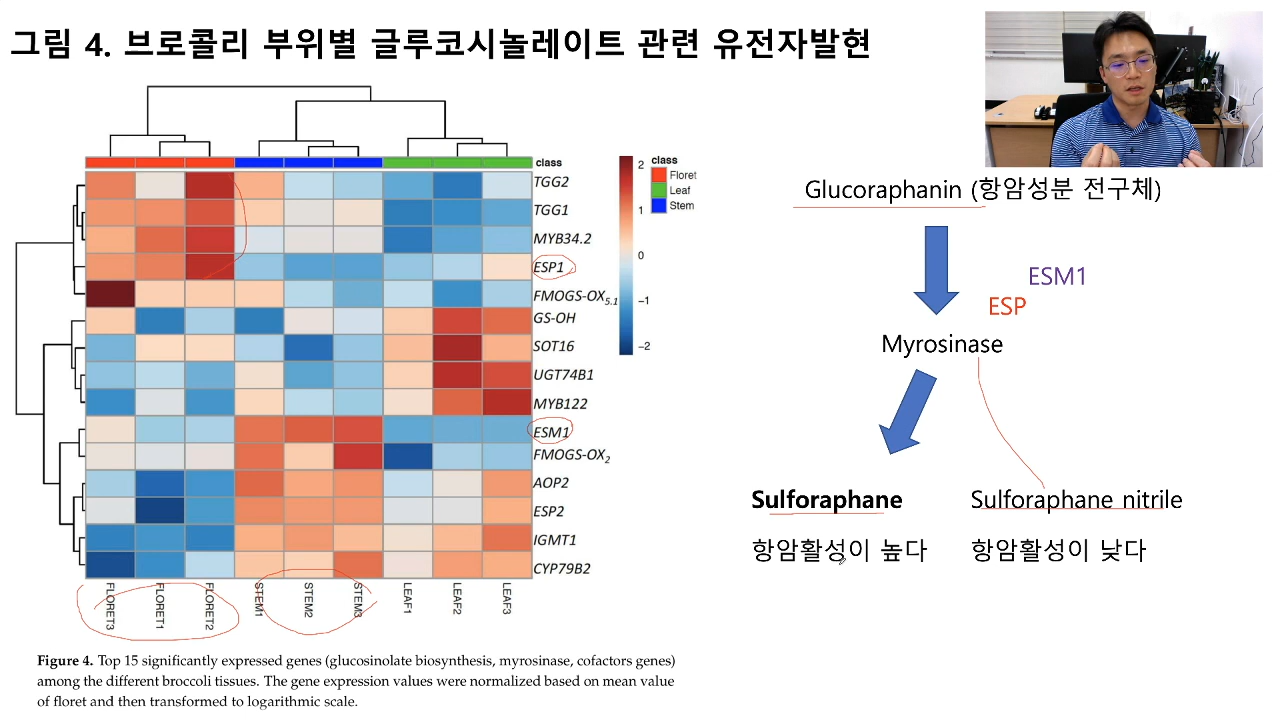 그림 4. 브로콜리 부위별 글루코시놀레이트 관련 유전자발현
class
TGG2
TGG1
MYB34.2
ESP1
FMOGS-OX5.1
GS-OH
SOT16
UGT74B1
MYB122
ESM1
FMOGS-OX2
AOP2
ESP2
IGMT1
CYP79B2
FLORET3
FLORET1
FLORET2
STEM1
STEM2
STEM3
LEAF1
LEAF2
LEAF3
2
1
0
−1
−2
class
Floret
Leaf
Stem
Glucoraphanin (항암성분 전구체)
ESM1
ESP
Myrosinase
Sulforaphane
Sulforaphane nitrile
항암활성이 높다
항암활성이 낮다
Figure 4. Top 15 significantly expressed genes (glucosinolate biosynthesis, myrosinase, cofactors genes)
among the different broccoli tissues. The gene expression values were normalized based on mean value
of floret and then transformed to logarithmic scale.